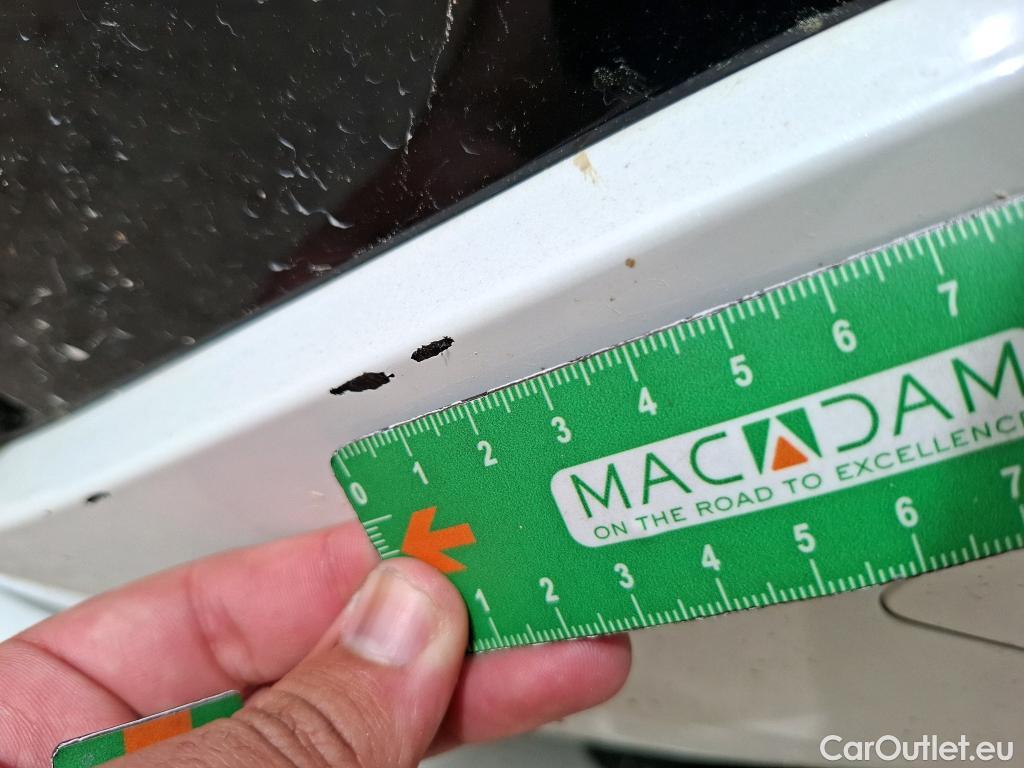 0 1 2 3 4 5 6 7
MACADAM
ON THE ROAD TO EXCELLENCE
1 2 3 4 5 6 7
CarOutlet.eu